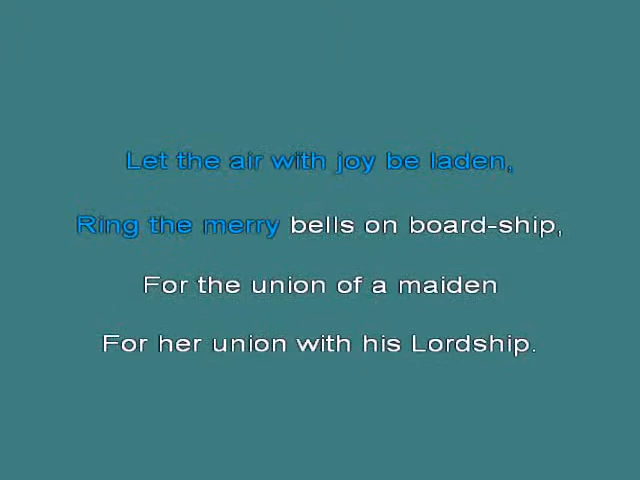 Let the air with joy be laden,
Ring the merry bells on board-ship,
For the union of a maiden
For her union with his Lordship.